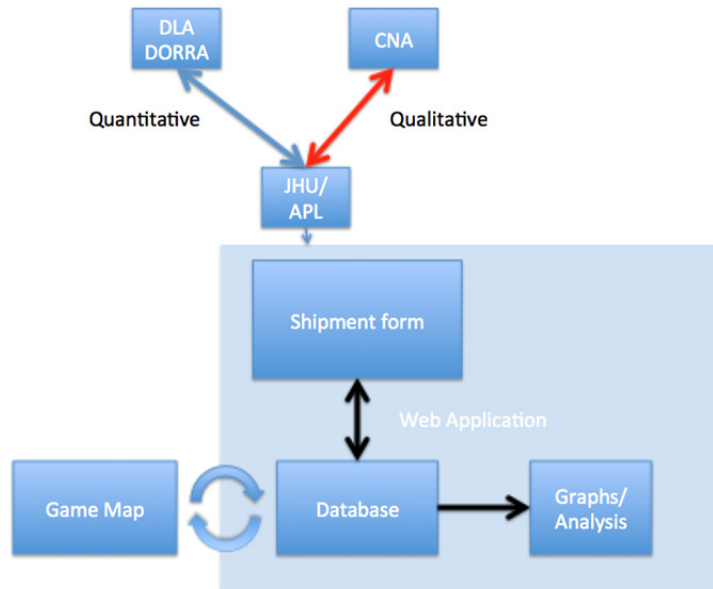 DLA
DORRA
CNA
Quantitative
Qualitative
JHU/
APL
Shipment form
Web Application
Game Map
Database
Graphs/
Analysis